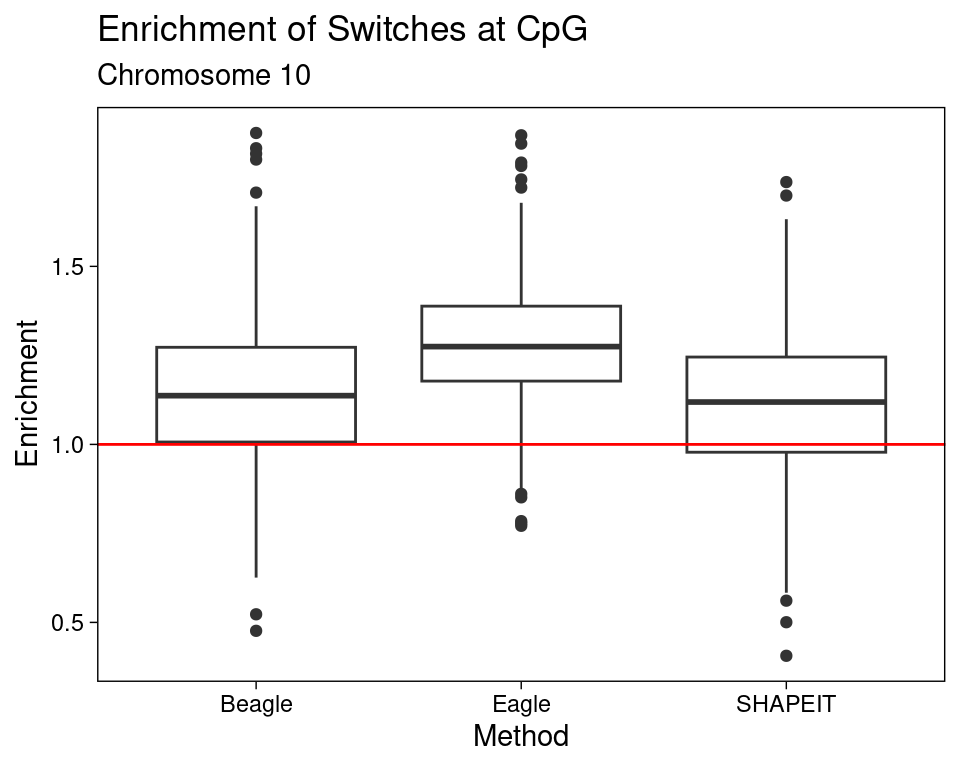 Enrichment of Switches at CpG
Chromosome 10
Enrichment
1.5
1.0
0.5
Beagle
Eagle
SHAPEIT
Method